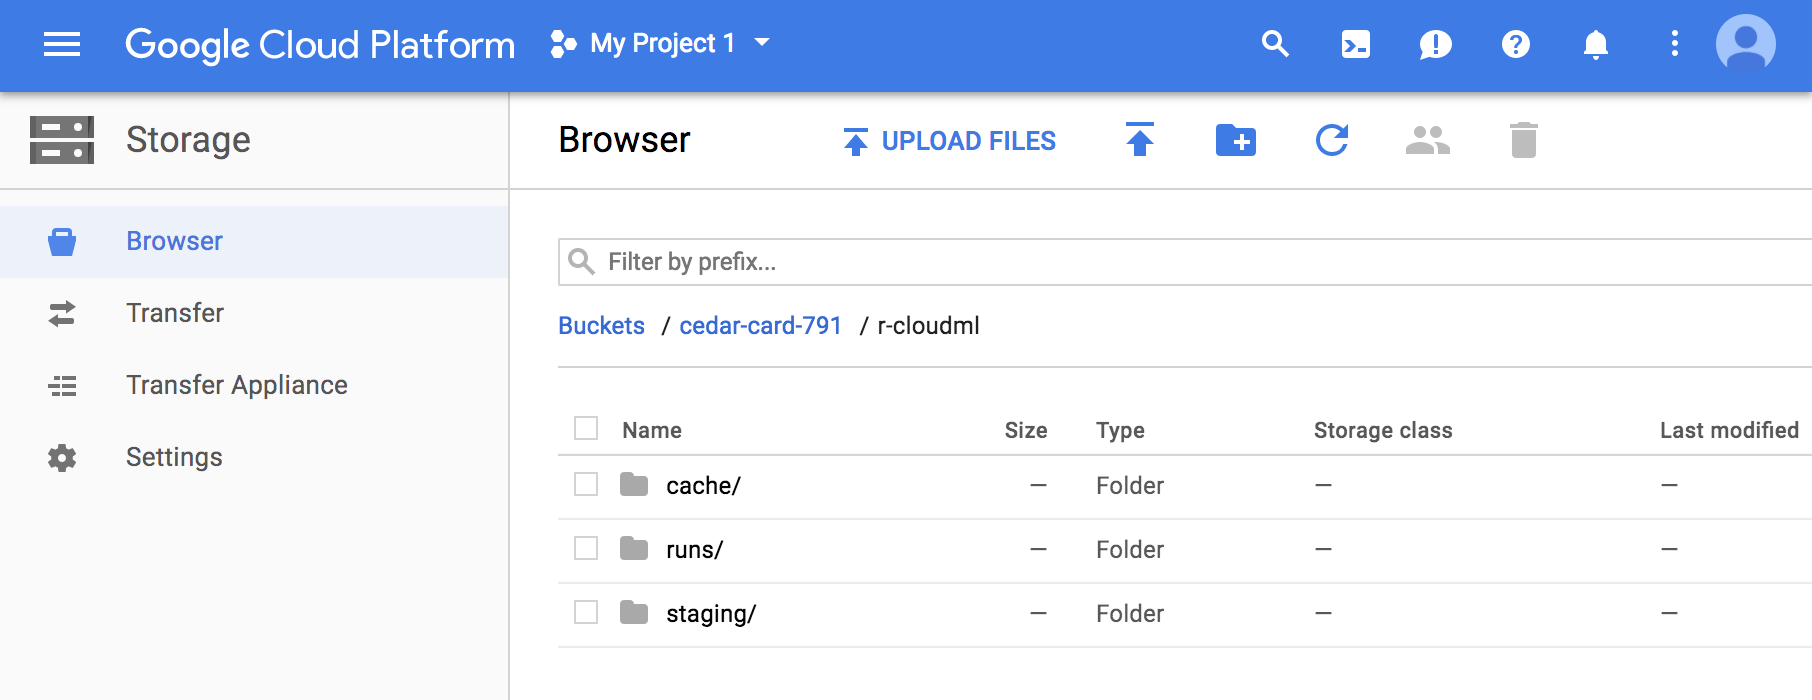 Google Cloud Platform My Project 1
Storage
Browser UPLOAD FILES
Browser
Transfer
Transfer Appliance
Settings
Filter by prefix...
Buckets / cedar-card-791 / r-cloudml
Name Size Type Storage class Last modified
cache/ — Folder — —
runs/ — Folder — —
staging/ — Folder — —